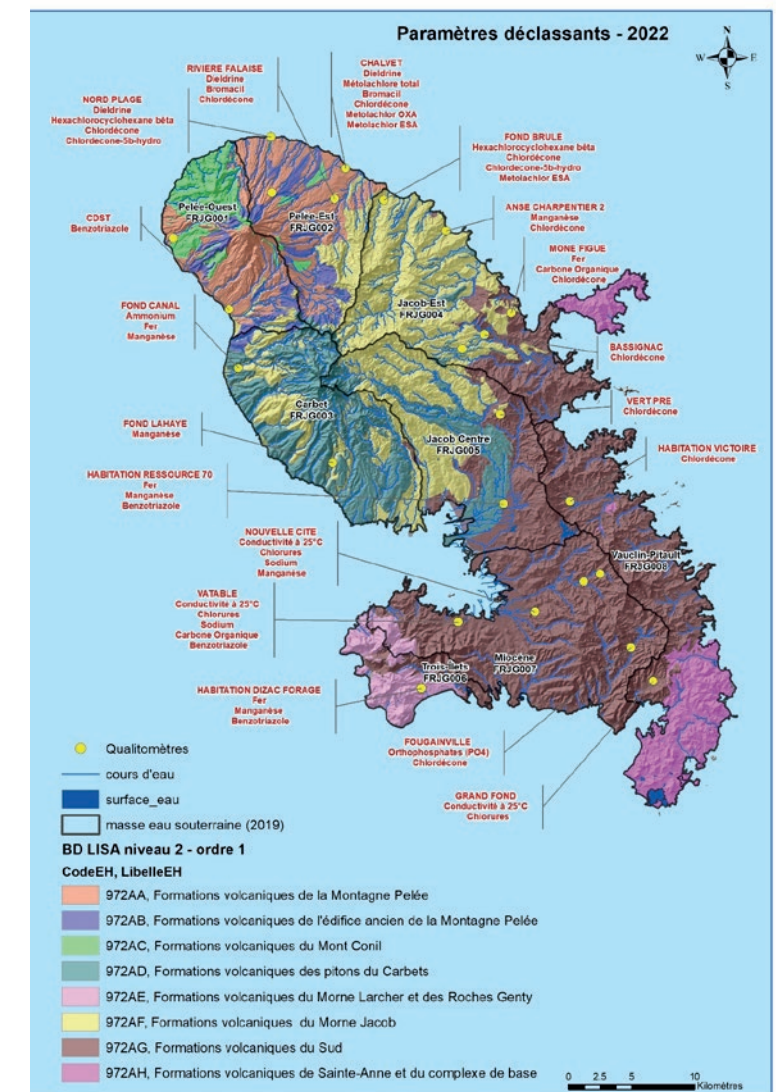 Paramètres déclassants - 2022
N
W
E
S
CHALVET
Dieldrine
Métolachlore total
Bromacil
Chlordécone
Metolachlor OXA
Metolachlor ESA
RIVIERE FALAISE
Dieldrine
Bromacil
Chlordécone
NORD PLAGE
Dieldrine
Hexachlorocyclohexane bêta
Chlordécone
Chlordecone-5b-hydro
FOND BRULE
Hexachlorocyclohexane bêta
Chlordécone
Chlordecone-5b-hydro
Metolachlor ESA
ANSE CHARPENTIER 2
Manganèse
Chlordécone
MONE FIGUE
Fer
Carbone Organique
Chlordécone
CDST
Benzotriazole
Pelée-Ouest
FRJG001
Pelée-Est
FRJG002
FOND CANAL
Ammonium
Fer
Manganèse
Jacob-Est
FRJG004
BASSIGNAC
Chlordécone
VERT PRE
Chlordécone
Carbet
FRJG003
FOND LAHAYE
Manganèse
Jacob Centre
FRJG005
HABITATION VICTOIRE
Chlordécone
HABITATION RESSOURCE 70
Fer
Manganèse
Benzotriazole
NOUVELLE CITE
Conductivité à 25°C
Chlorures
Sodium
Manganèse
Vauclin-Pitault
FRJG008
VATABLE
Conductivité à 25°C
Chlorures
Sodium
Carbone Organique
Benzotriazole
Trois-Ilets
FRJG006
Miocène
FRJG007
HABITATION DIZAC FORAGE
Fer
Manganèse
Benzotriazole
FOUGAINVILLE
Orthophosphates (PO4)
Chlordécone
GRAND FOND
Conductivité à 25°C
Chlorures
Qualitomètres
cours d'eau
surface_eau
masse eau souterraine (2019)
BD LISA niveau 2 - ordre 1
CodeEH, LibelleEH
972AA, Formations volcaniques de la Montagne Pelée
972AB, Formations volcaniques de l'édifice ancien de la Montagne Pelée
972AC, Formations volcaniques du Mont Conil
972AD, Formations volcaniques des pitons du Carbets
972AE, Formations volcaniques du Morne Larcher et des Roches Genty
972AF, Formations volcaniques du Morne Jacob
972AG, Formations volcaniques du Sud
972AH, Formations volcaniques de Sainte-Anne et du complexe de base
0 2.5 5 10
Kilomètres